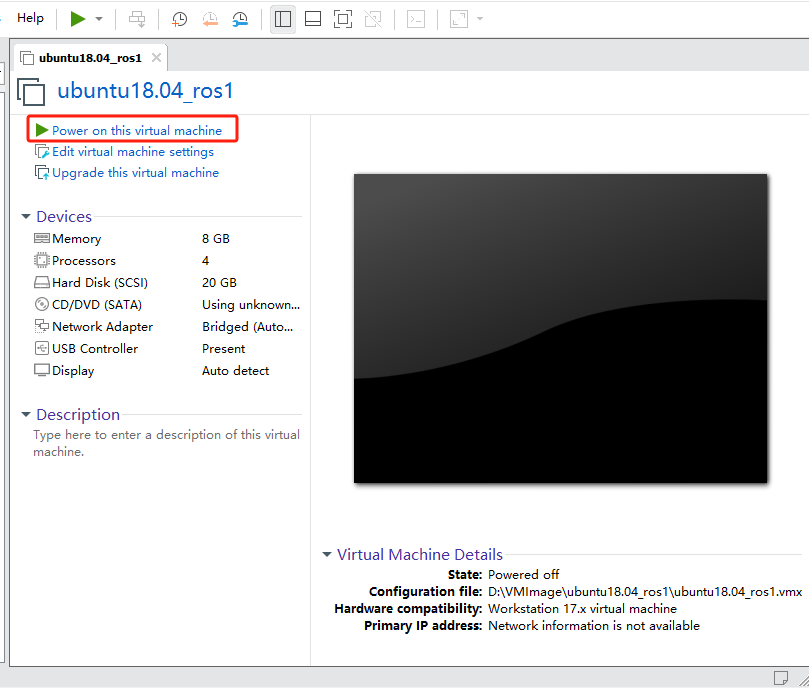 Help
ubuntu18.04_ros1
ubuntu18.04_ros1
Power on this virtual machine
Edit virtual machine settings
Upgrade this virtual machine
Devices
Memory 8 GB
Processors 4
Hard Disk (SCSI) 20 GB
CD/DVD (SATA) Using unknown...
Network Adapter Bridged (Auto...
USB Controller Present
Display Auto detect
Description
Type here to enter a description of this virtual
machine.
Virtual Machine Details
State: Powered off
Configuration file: D:\VMImage\ubuntu18.04_ros1\ubuntu18.04_ros1.vmx
Hardware compatibility: Workstation 17.x virtual machine
Primary IP address: Network information is not available